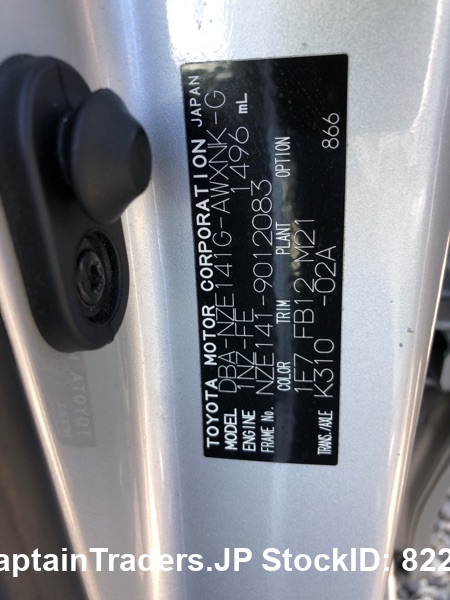 TOYOTA MOTOR CORPORATION JAPAN
MODEL DBA-NZE141G-AWXNK-G
ENGINE 1NZ-FE 1496 mL
FRAME No. NZE141-9012083
COLOR TRIM PLANT OPTION
1F7 FB12 M21
TRANS./AXLE K310 -02A 866
aptainTraders.JP StockID: 822